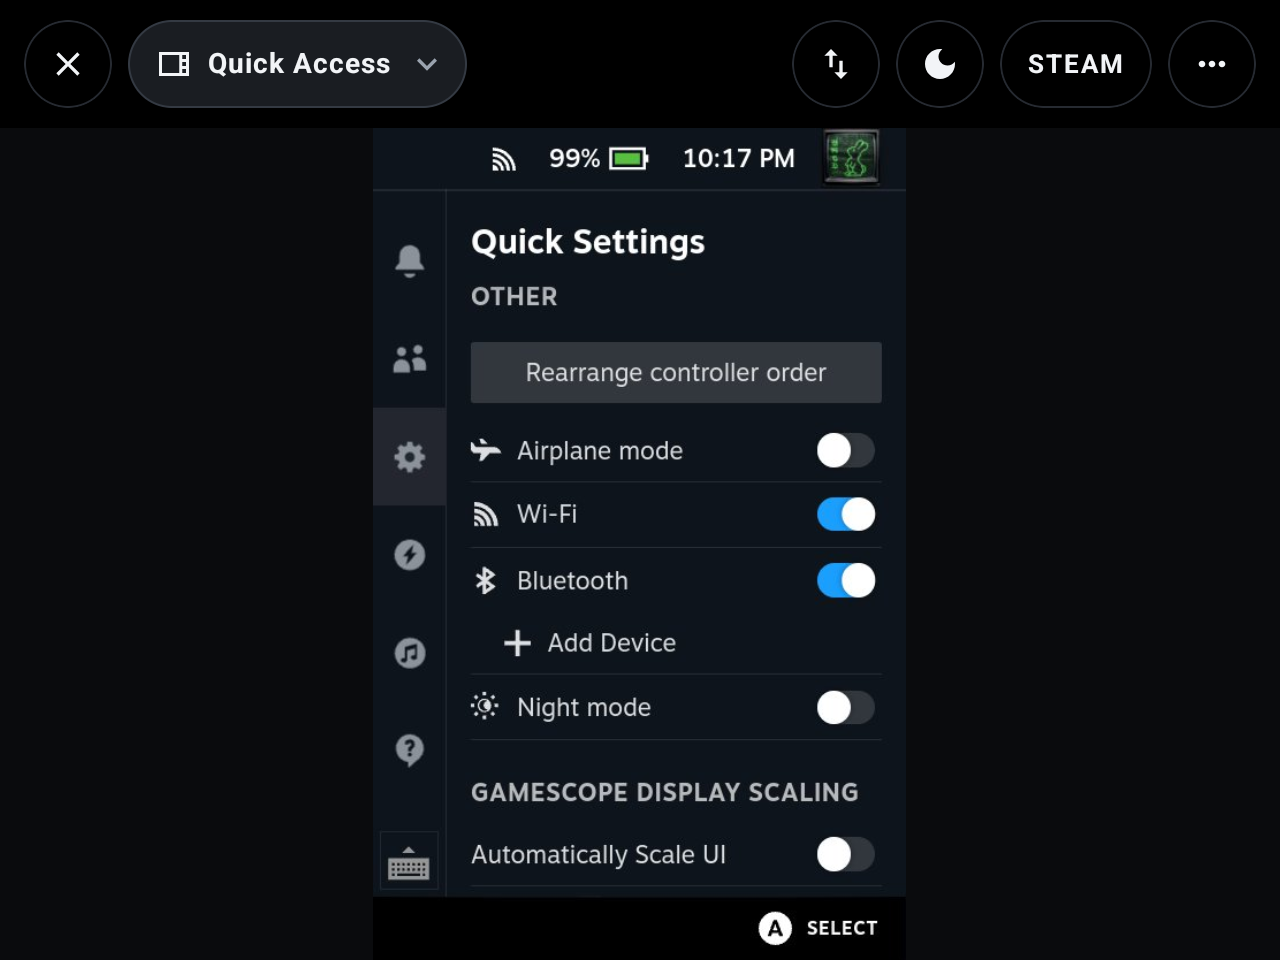 Quick Access
STEAM
99%
10:17 PM
Quick Settings
OTHER
Rearrange controller order
Airplane mode
Wi-Fi
Bluetooth
Add Device
Night mode
GAMESCOPE DISPLAY SCALING
Automatically Scale UI
A SELECT